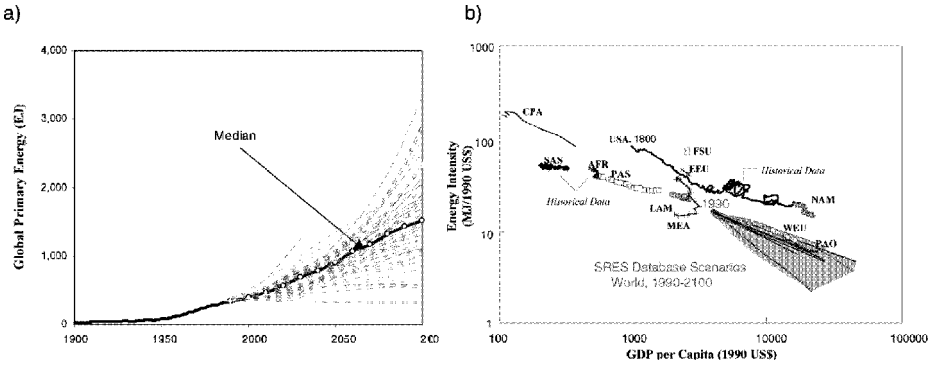 a)
4,000
3,000
2,000
1,000
0
Global Primary Energy (EJ)
Median
1900
1950
2000
2050
b)
1000
100
10
1
Energy Intensity
(MJ/1990 US$)
CPA
USA, 1800
FSU
SAS
AFR
PAS
EEU
Historical Data
Historical Data
LAM
1990
NAM
MEA
WEU
PAO
SRES Database Scenarios
World, 1990-2100
100
1000
10000
100000
GDP per Capita (1990 US$)